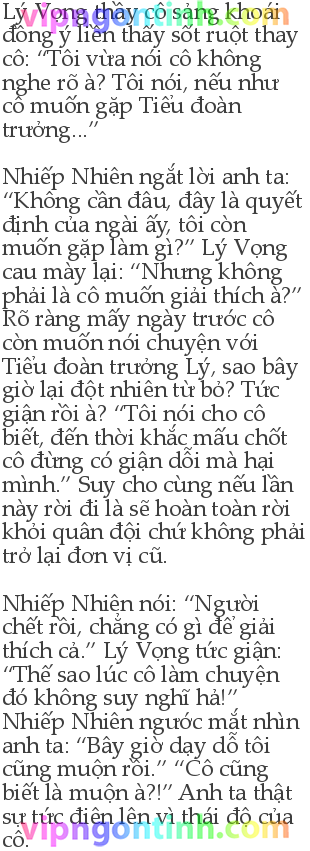 Lý Vọng thấy cô sảng khoái
đồng ý liền thấy sốt ruột thay
cô: “Tôi vừa nói cô không
nghe rõ à? Tôi nói, nếu như
cô muốn gặp Tiểu đoàn
trưởng...”
Nhiếp Nhiên ngắt lời anh ta:
“Không cần đâu, đây là quyết
định của ngài ấy, tôi còn
muốn gặp làm gì?” Lý Vọng
cau mày lại: “Nhưng không
phải là cô muốn giải thích à?”
Rõ ràng mấy ngày trước cô
còn muốn nói chuyện với
Tiểu đoàn trưởng Lý, sao bây
giờ lại đột nhiên từ bỏ? Tức
giận rồi à? “Tôi nói cho cô
biết, đến thời khắc mấu chốt
cô đừng có giận dỗi mà hại
mình.” Suy cho cùng nếu lần
này rời đi là sẽ hoàn toàn rời
khỏi quân đội chứ không phải
trở lại đơn vị cũ.
Nhiếp Nhiên nói: “Người
chết rồi, chẳng có gì để giải
thích cả.” Lý Vọng tức giận:
“Thế sao lúc cô làm chuyện
đó không suy nghĩ hả!”
Nhiếp Nhiên ngước mắt nhìn
anh ta: “Bây giờ dạy dỗ tôi
cũng muộn rồi.” “Cô cũng
biết là muộn à?!” Anh ta thật
sự tức điên lên vì thái độ của
cô.
vipngontinh.com
vipngontinh.com